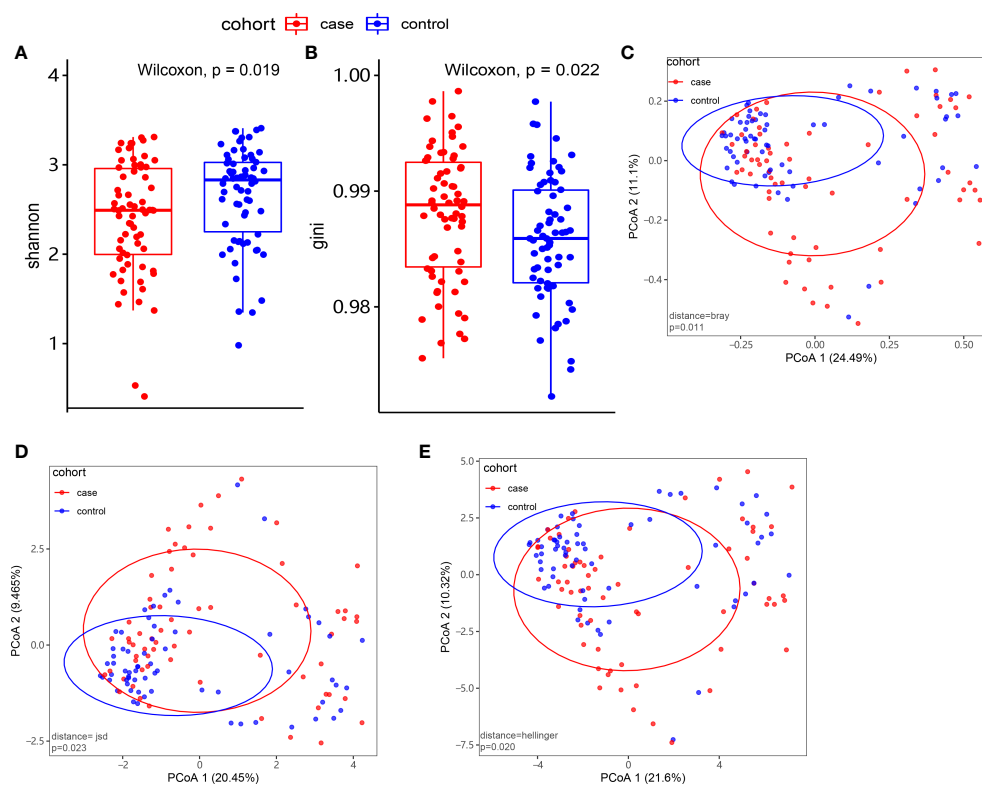 cohort case control
A
B
C
Wilcoxon, p = 0.019
4
3
2
1
shannon
Wilcoxon, p = 0.022
1.00
0.99
0.98
gini
cohort
case
control
0.2
0.0
−0.2
−0.4
PCoA 2 (11.1%)
distance=bray
p=0.011
−0.25 0.00 0.25 0.50
PCoA 1 (24.49%)
D
E
cohort
case
control
2.5
0.0
−2.5
PCoA 2 (9.465%)
distance= jsd
p=0.023
−2 0 2 4
PCoA 1 (20.45%)
cohort
case
control
5.0
2.5
0.0
−2.5
−5.0
−7.5
PCoA 2 (10.32%)
distance=hellinger
p=0.020
−4 0 4
PCoA 1 (21.6%)